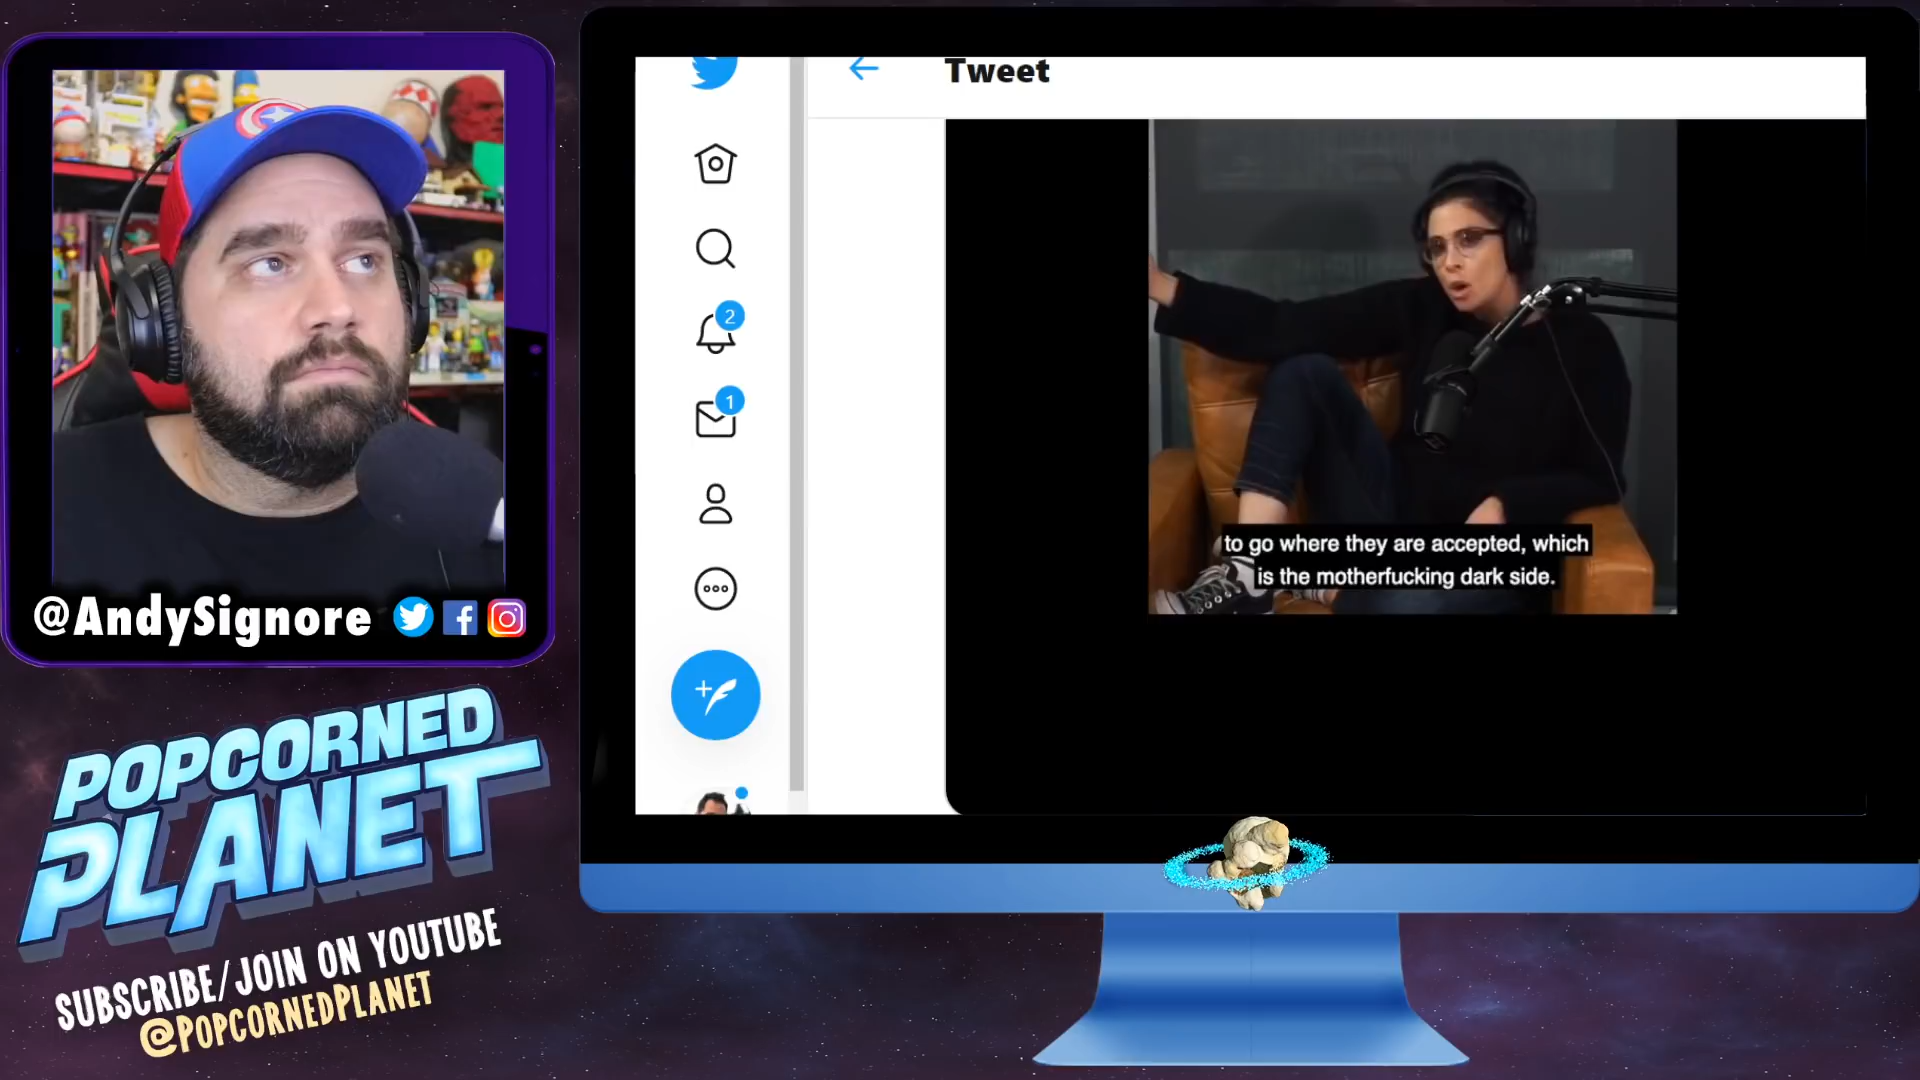 @AndySignore
POPCORNED
PLANET
SUBSCRIBE/JOIN ON YOUTUBE
@POPCORNEDPLANET
Tweet
2
1
to go where they are accepted, which
is the motherfucking dark side.